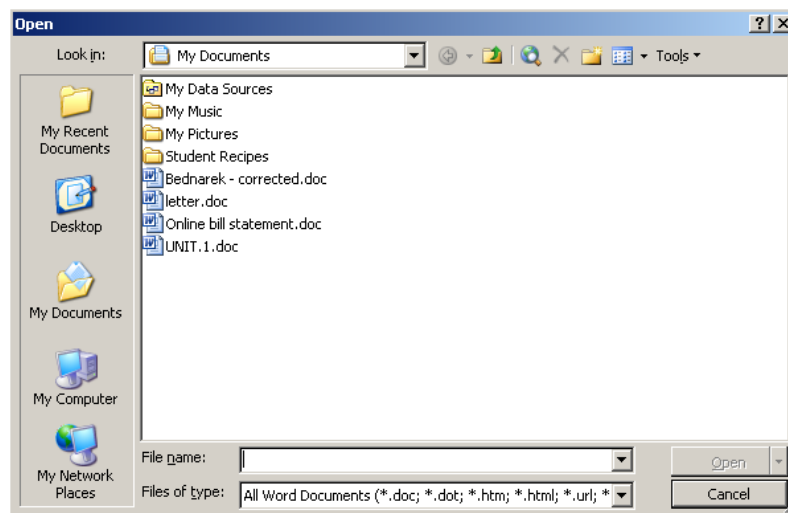 Open
Look in:
My Documents
Tools
My Recent
Documents
Desktop
My Documents
My Computer
My Network
Places
My Data Sources
My Music
My Pictures
Student Recipes
Bednarek - corrected.doc
letter.doc
Online bill statement.doc
UNIT.1.doc
File name:
Open
Files of type:
All Word Documents (*.doc; *.dot; *.htm; *.html; *.url; *
Cancel